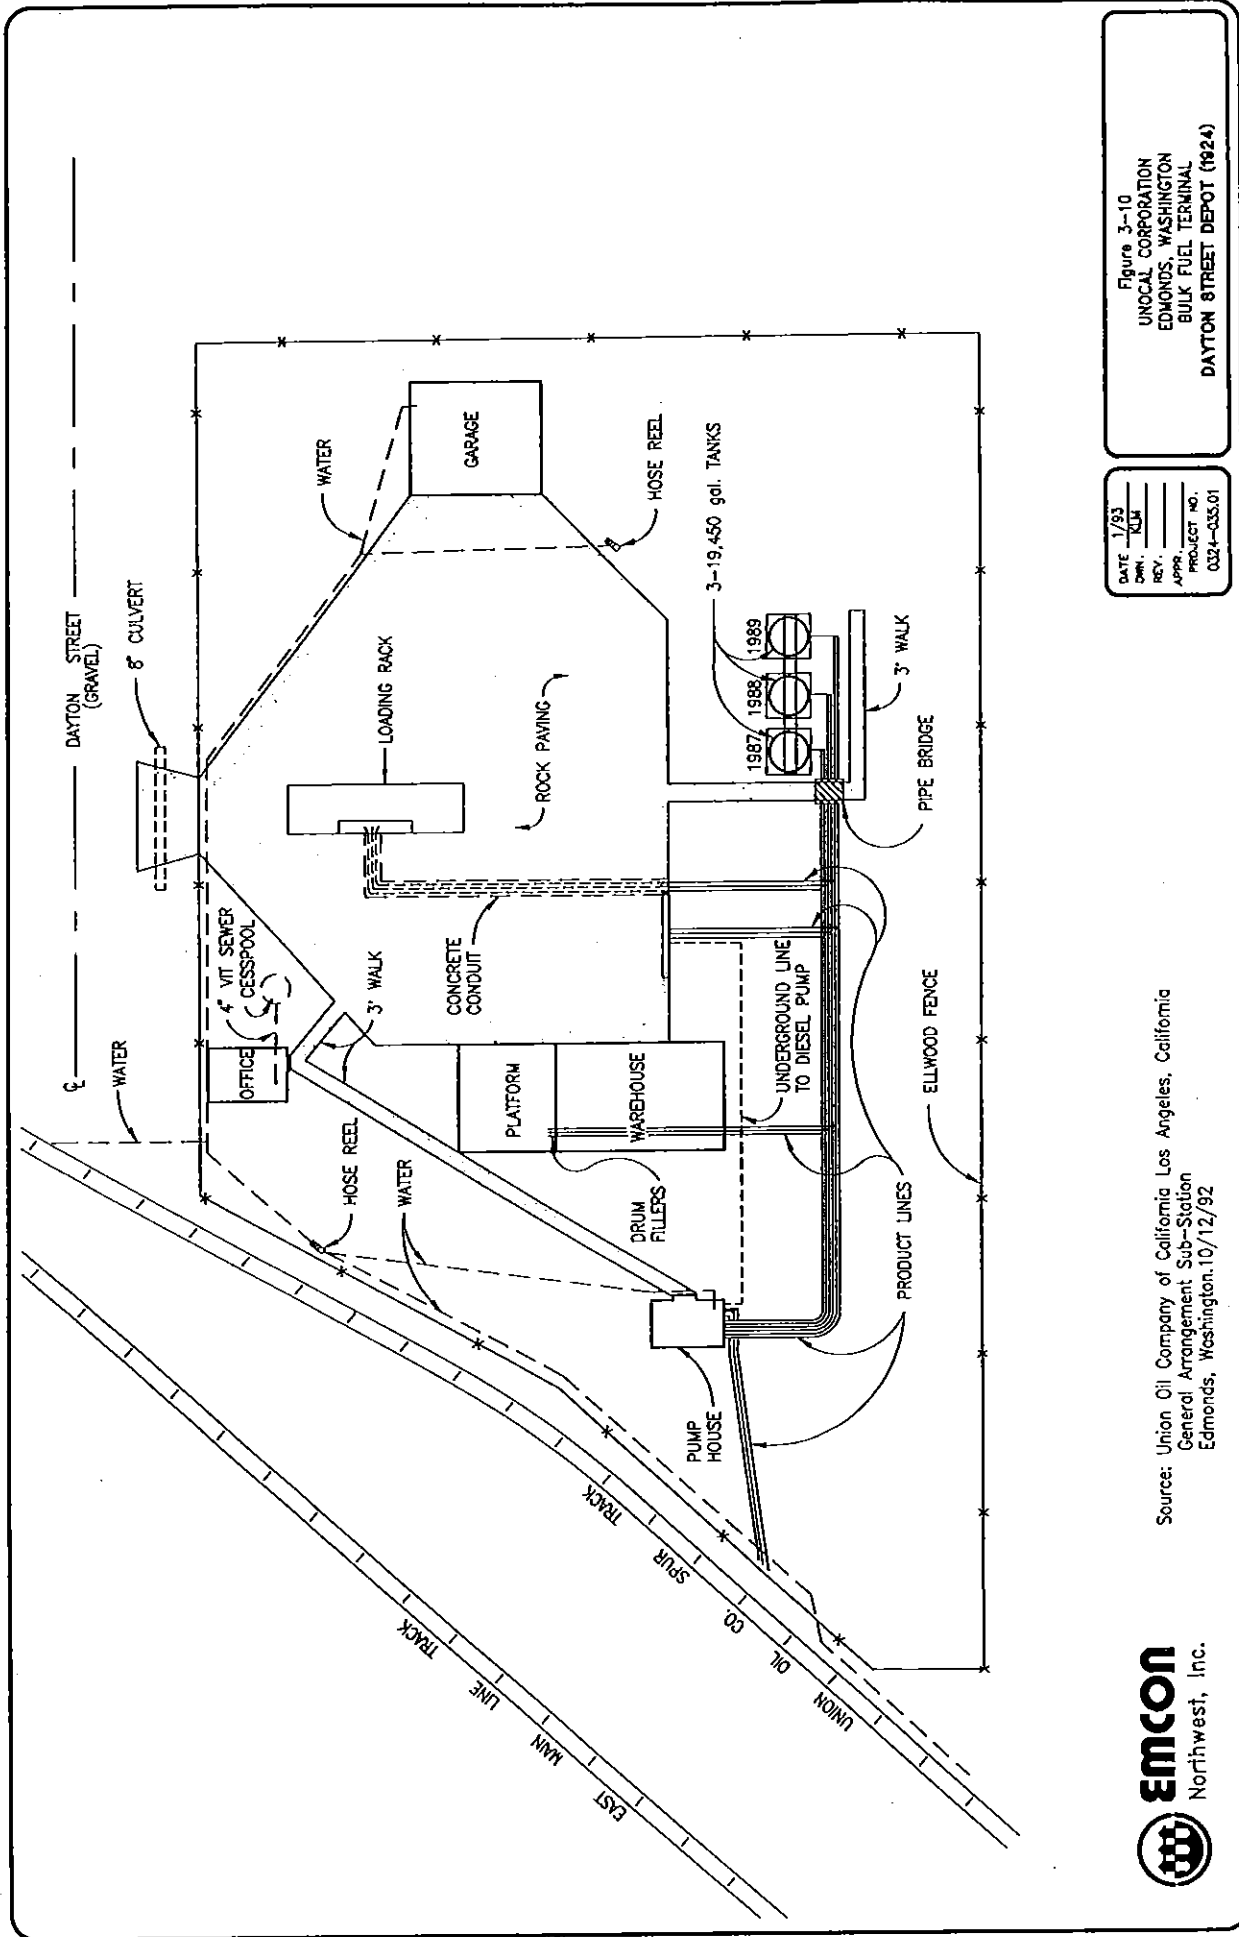 DAYTON STREET
(GRAVEL)
8" CULVERT
WATER
4" VIT SEWER
CESSPOOL
OFFICE
3' WALK
HOSE REEL
WATER
LOADING RACK
ROCK PAVING
CONCRETE
CONDUIT
WATER
GARAGE
HOSE REEL
PLATFORM
WAREHOUSE
DRUM
FILLERS
UNDERGROUND LINE
TO DIESEL PUMP
3-19,450 gal. TANKS
1987
1988
1989
3' WALK
PIPE BRIDGE
PUMP
HOUSE
PRODUCT LINES
ELLWOOD FENCE
EAST MAIN LINE TRACK
UNION OIL CO. SPUR TRACK
Source: Union Oil Company of California Los Angeles, California
General Arrangement Sub-Station
Edmonds, Washington.10/12/92
emcon
Northwest, Inc.
DATE 1/93
DWN. KLM
REV.
APPR.
PROJECT NO.
0324-035.01
Figure 3-10
UNOCAL CORPORATION
EDMONDS, WASHINGTON
BULK FUEL TERMINAL
DAYTON STREET DEPOT (1924)